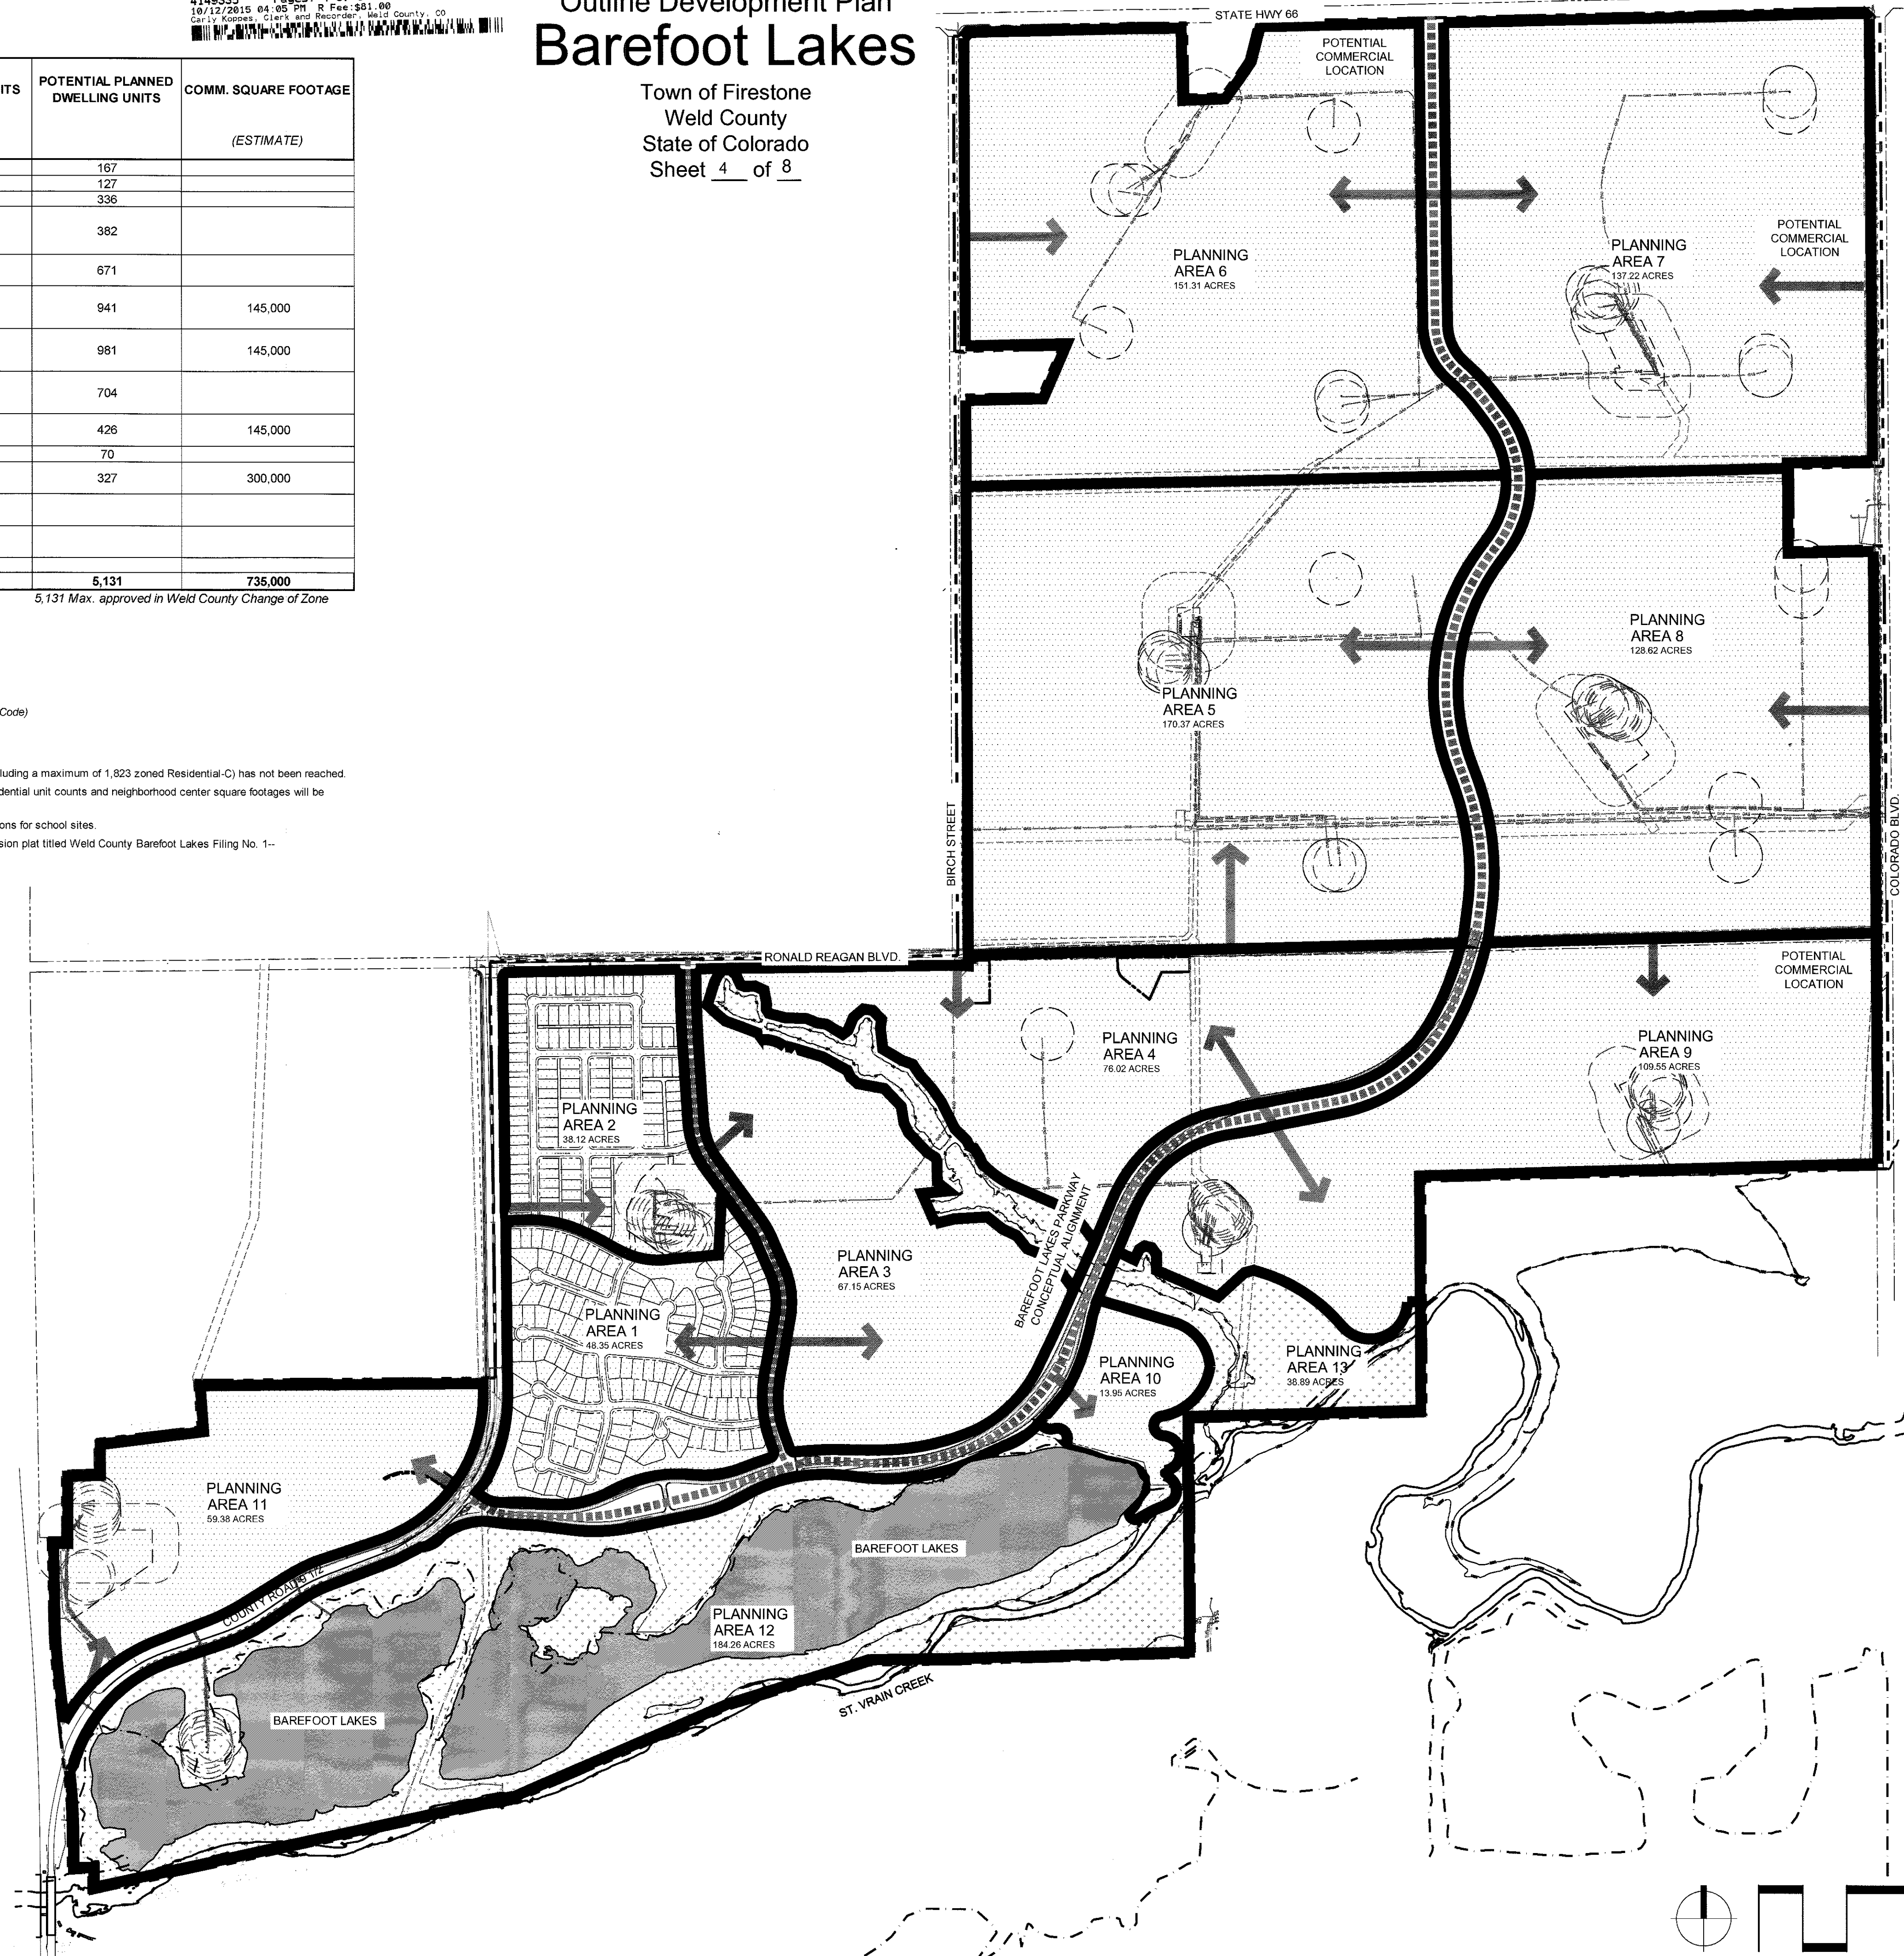 10/12/2015 04:05 PM R Fee:$81.00
Carly Koppes, Clerk and Recorder, Weld County, CO
Outline Development Plan
Barefoot Lakes
Town of Firestone
Weld County
State of Colorado
Sheet 4 of 8
ITS
POTENTIAL PLANNED
DWELLING UNITS
COMM. SQUARE FOOTAGE
(ESTIMATE)
167
127
336
382
671
941 145,000
981 145,000
704
426 145,000
70
327 300,000
5,131 735,000
5,131 Max. approved in Weld County Change of Zone
Code)
luding a maximum of 1,823 zoned Residential-C) has not been reached.
dential unit counts and neighborhood center square footages will be
ons for school sites.
sion plat titled Weld County Barefoot Lakes Filing No. 1--
STATE HWY 66
POTENTIAL
COMMERCIAL
LOCATION
PLANNING
AREA 6
151.31 ACRES
PLANNING
AREA 7
137.22 ACRES
POTENTIAL
COMMERCIAL
LOCATION
PLANNING
AREA 8
128.62 ACRES
PLANNING
AREA 5
170.37 ACRES
BIRCH STREET
COLORADO BLVD.
RONALD REAGAN BLVD.
POTENTIAL
COMMERCIAL
LOCATION
PLANNING
AREA 4
76.02 ACRES
PLANNING
AREA 9
109.55 ACRES
PLANNING
AREA 2
38.12 ACRES
BAREFOOT LAKES PARKWAY
CONCEPTUAL ALIGNMENT
PLANNING
AREA 3
67.15 ACRES
PLANNING
AREA 1
48.35 ACRES
PLANNING
AREA 10
13.95 ACRES
PLANNING
AREA 13
38.89 ACRES
PLANNING
AREA 11
59.38 ACRES
COUNTY ROAD 9 1/2
BAREFOOT LAKES
PLANNING
AREA 12
184.26 ACRES
BAREFOOT LAKES
ST. VRAIN CREEK